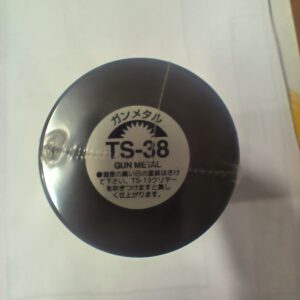 ガンメタル
TS-38
GUN METAL
●湿度の高い日の塗装はさけ
て下さい。TS-13クリヤー
を吹きつけますと美し
く仕上がります。